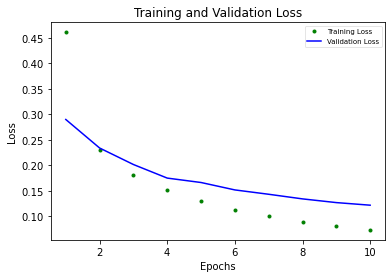 Training and Validation Loss
Training Loss
Validation Loss
Loss
0.45
0.40
0.35
0.30
0.25
0.20
0.15
0.10
2
4
6
8
10
Epochs